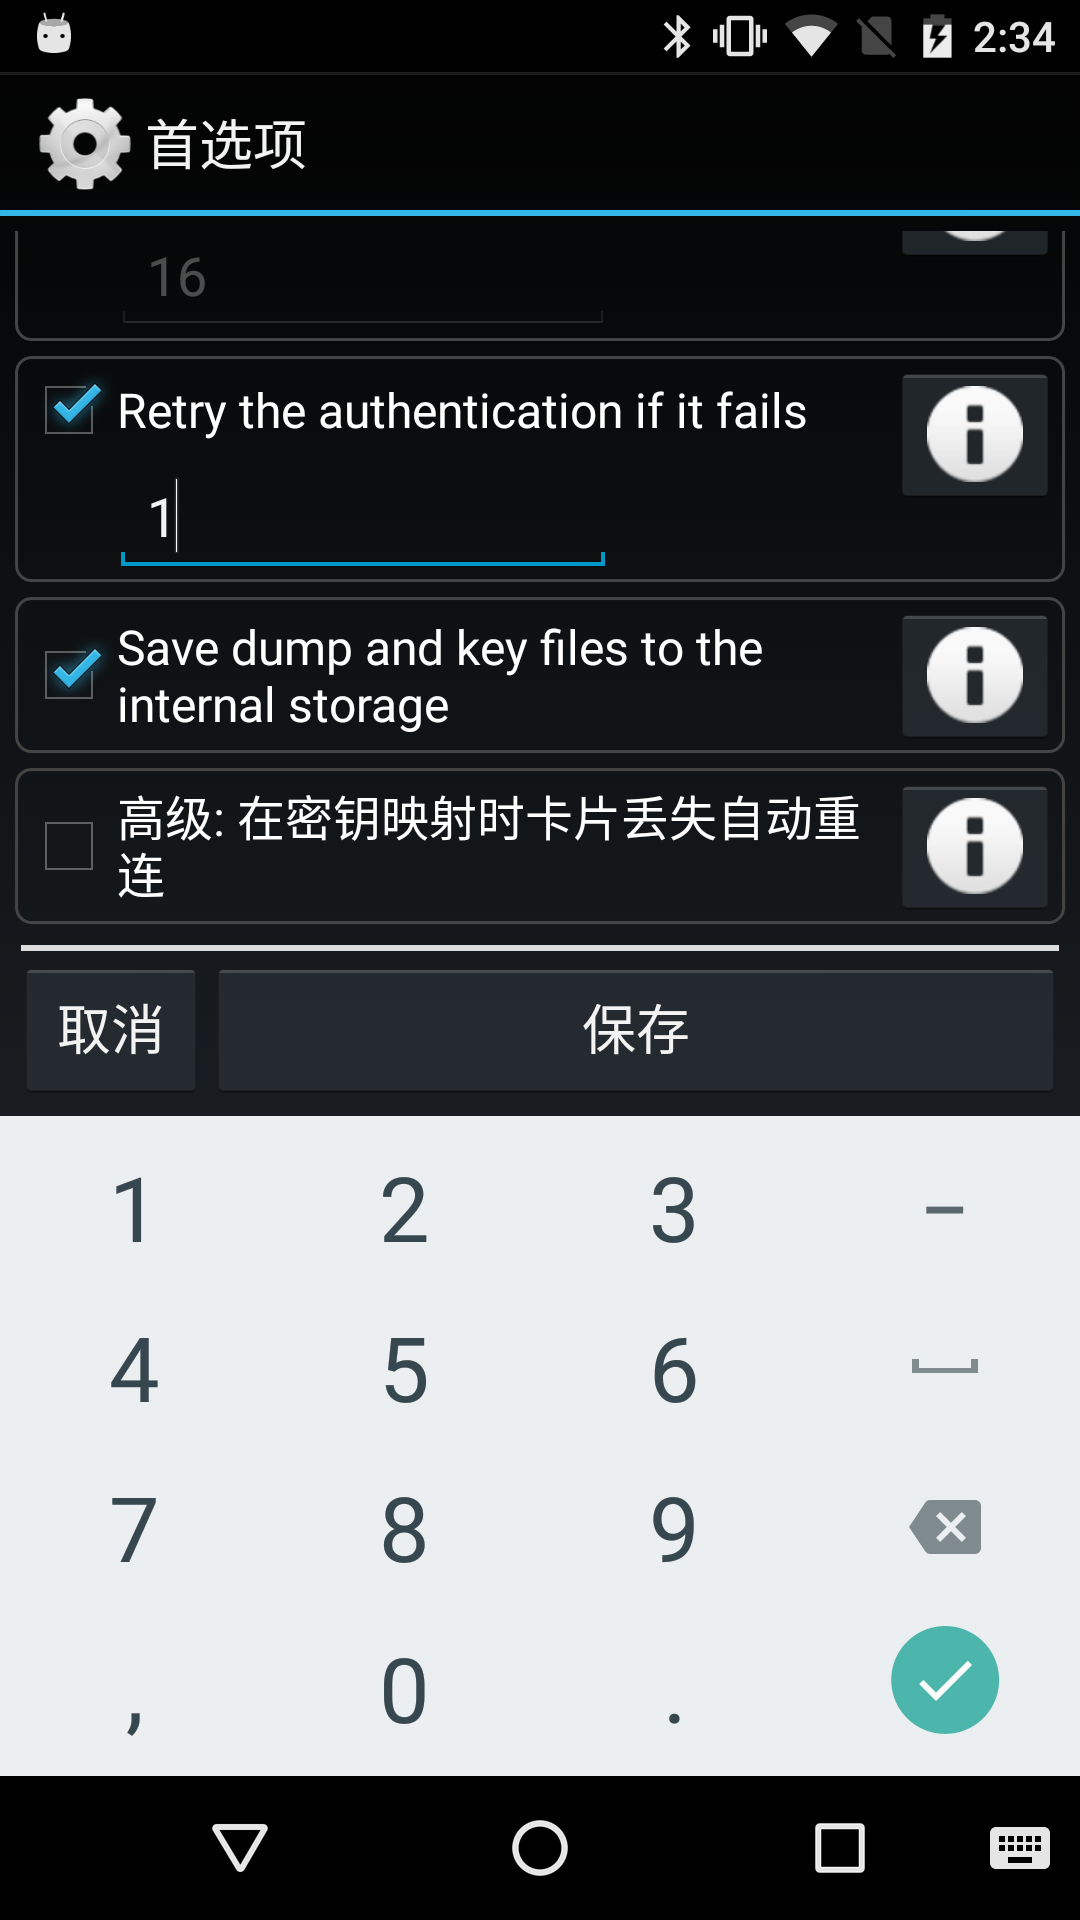 2:34
首选项
16
Retry the authentication if it fails
1
Save dump and key files to the
internal storage
高级: 在密钥映射时卡片丢失自动重
连
取消 保存
1 2 3 –
4 5 6
7 8 9
, 0 .